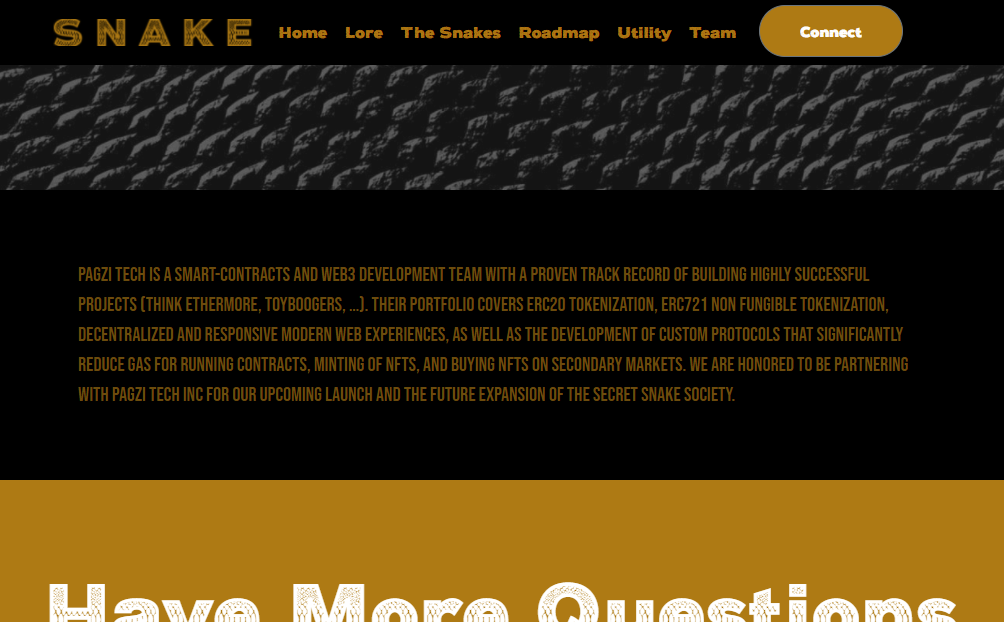 SNAKE
Home Lore The Snakes Roadmap Utility Team Connect
PAGZI TECH IS A SMART-CONTRACTS AND WEB3 DEVELOPMENT TEAM WITH A PROVEN TRACK RECORD OF BUILDING HIGHLY SUCCESSFUL
PROJECTS (THINK ETHERMORE, TOYBOOGERS, ...). THEIR PORTFOLIO COVERS ERC20 TOKENIZATION, ERC721 NON FUNGIBLE TOKENIZATION,
DECENTRALIZED AND RESPONSIVE MODERN WEB EXPERIENCES, AS WELL AS THE DEVELOPMENT OF CUSTOM PROTOCOLS THAT SIGNIFICANTLY
REDUCE GAS FOR RUNNING CONTRACTS, MINTING OF NFTS, AND BUYING NFTS ON SECONDARY MARKETS. WE ARE HONORED TO BE PARTNERING
WITH PAGZI TECH INC FOR OUR UPCOMING LAUNCH AND THE FUTURE EXPANSION OF THE SECRET SNAKE SOCIETY.
Have More Questions